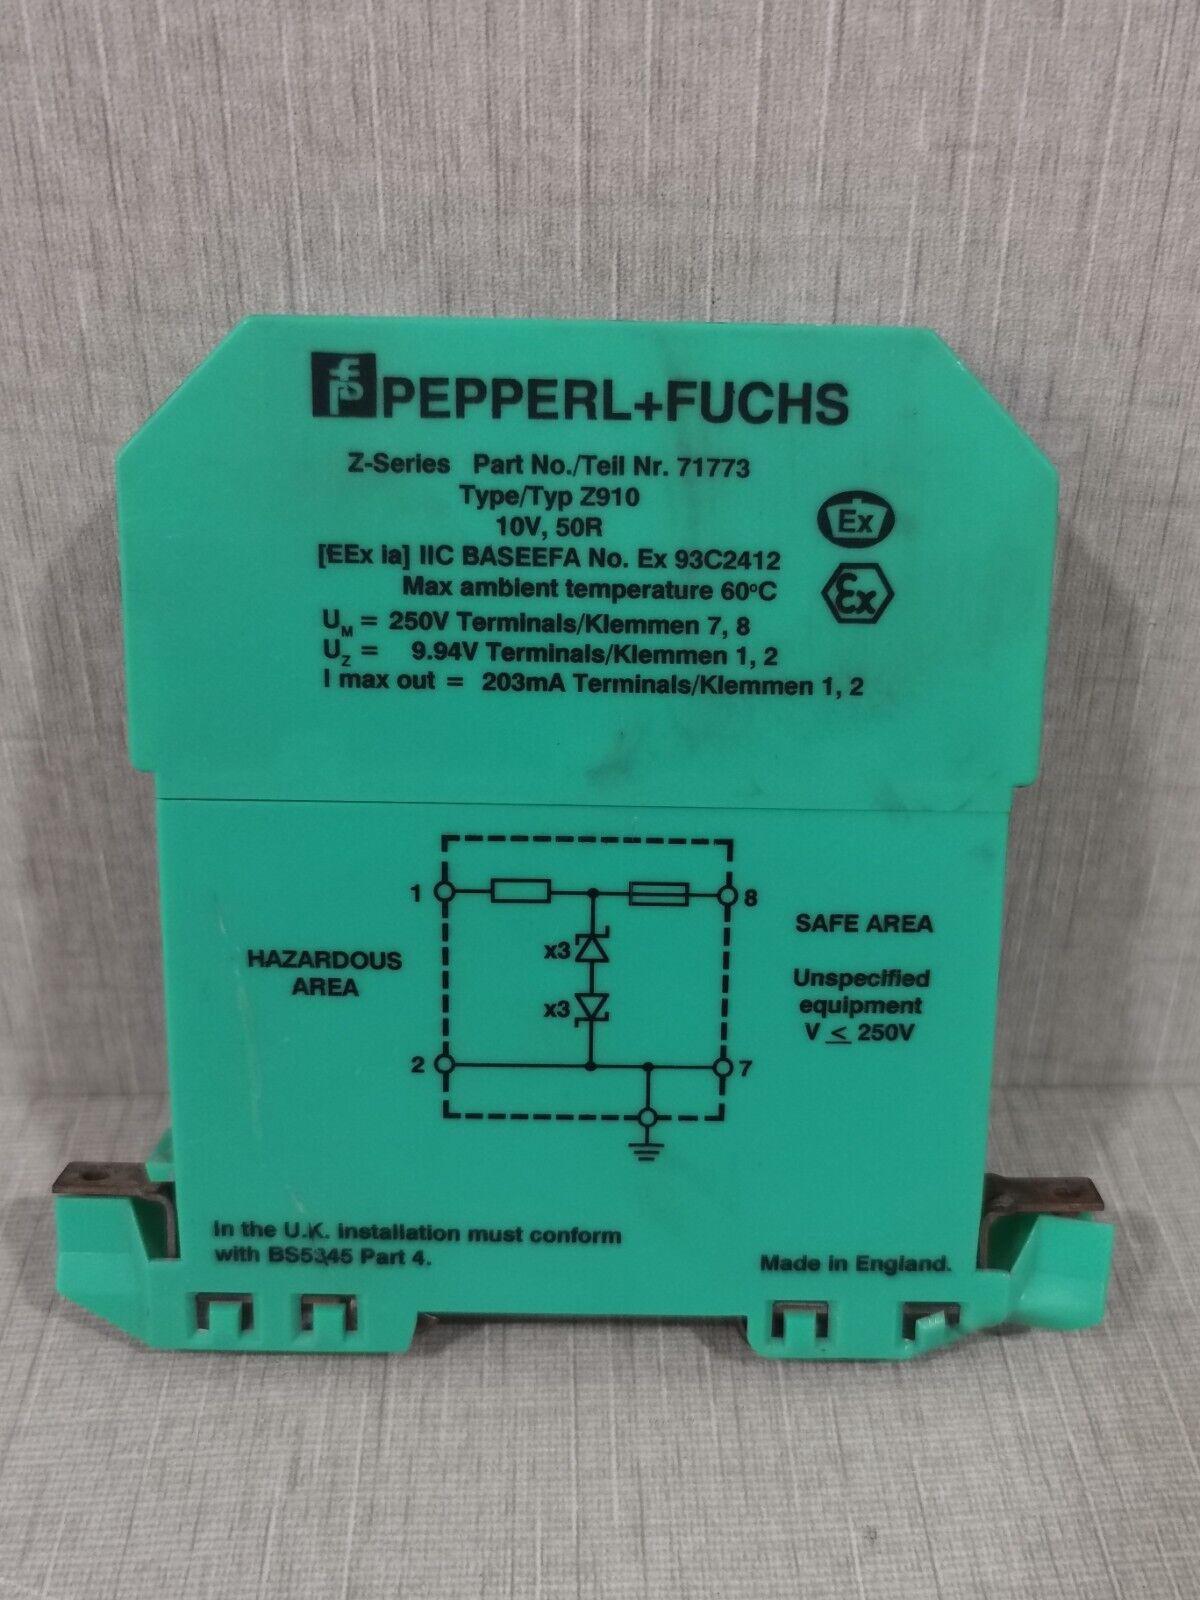 PEPPERL+FUCHS
Z-Series Part No./Teil Nr. 71773
Type/Typ Z910
10V, 50R
[EEx ia] IIC BASEEFA No. Ex 93C2412
Max ambient temperature 60°C
Ex
Ex
UM = 250V Terminals/Klemmen 7, 8
UZ = 9.94V Terminals/Klemmen 1, 2
I max out = 203mA Terminals/Klemmen 1, 2
1
8
x3
x3
2
7
HAZARDOUS
AREA
SAFE AREA
Unspecified
equipment
V ≤ 250V
In the U.K. installation must conform
with BS5345 Part 4.
Made in England.